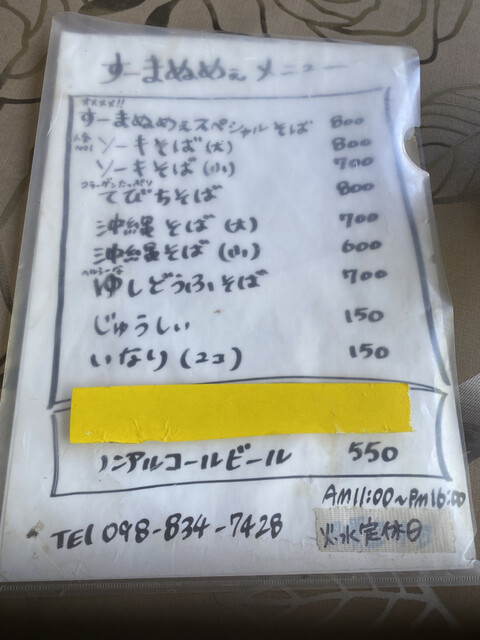 すーまぬめぇメニュー
オススメ!!
すーまぬめぇスペシャルそば 800
人気No1 ソーキそば(大) 800
ソーキそば(小) 700
コラーゲンたっぷり
てびちそば 800
沖縄そば(大) 700
沖縄そば(小) 600
ヘルシーな
ゆしどうふそば 700
じゅうしぃ 150
いなり(2コ) 150
ノンアルコールビール 550
AM11:00~PM16:00
TEl 098-834-7428
火.水定休日